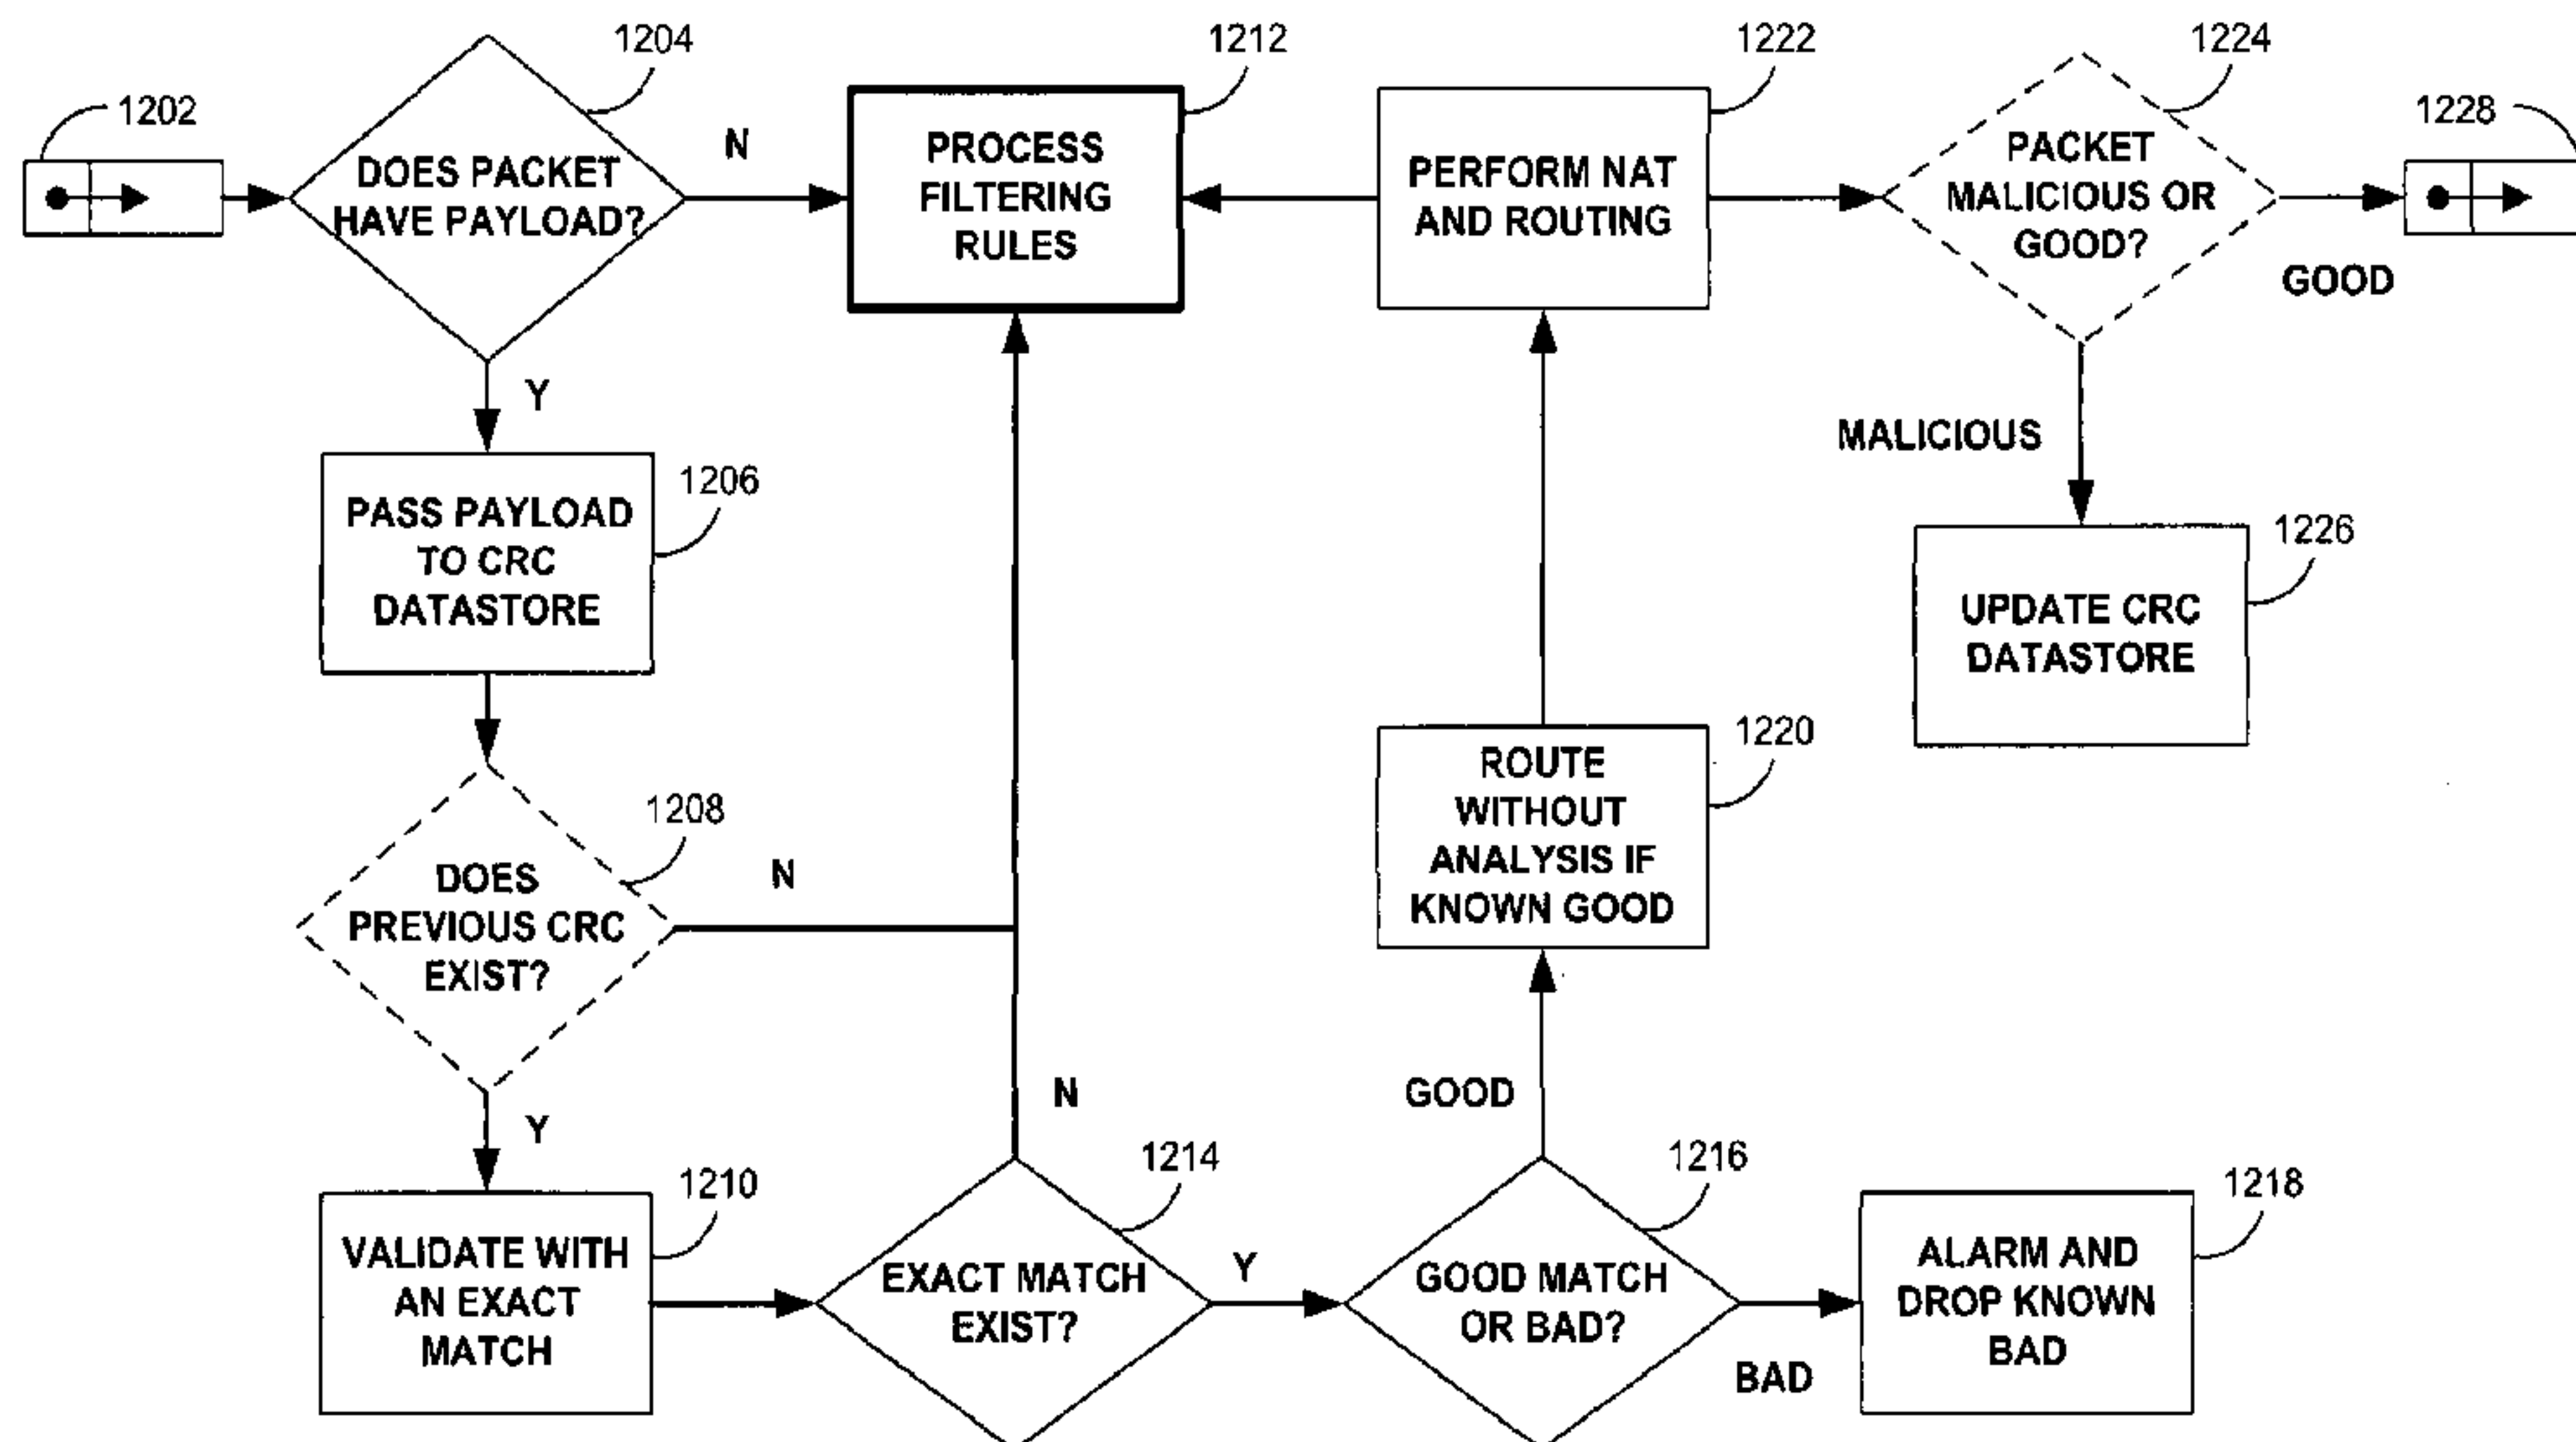 1202
1204
DOES PACKET
HAVE PAYLOAD?
N
Y
1212
PROCESS
FILTERING
RULES
1222
PERFORM NAT
AND ROUTING
1224
PACKET
MALICIOUS OR
GOOD?
GOOD
1228
MALICIOUS
1206
PASS PAYLOAD
TO CRC
DATASTORE
1226
UPDATE CRC
DATASTORE
1208
DOES
PREVIOUS CRC
EXIST?
N
Y
1220
ROUTE
WITHOUT
ANALYSIS IF
KNOWN GOOD
GOOD
1210
VALIDATE WITH
AN EXACT
MATCH
1214
EXACT MATCH
EXIST?
N
Y
1216
GOOD MATCH
OR BAD?
BAD
1218
ALARM AND
DROP KNOWN
BAD